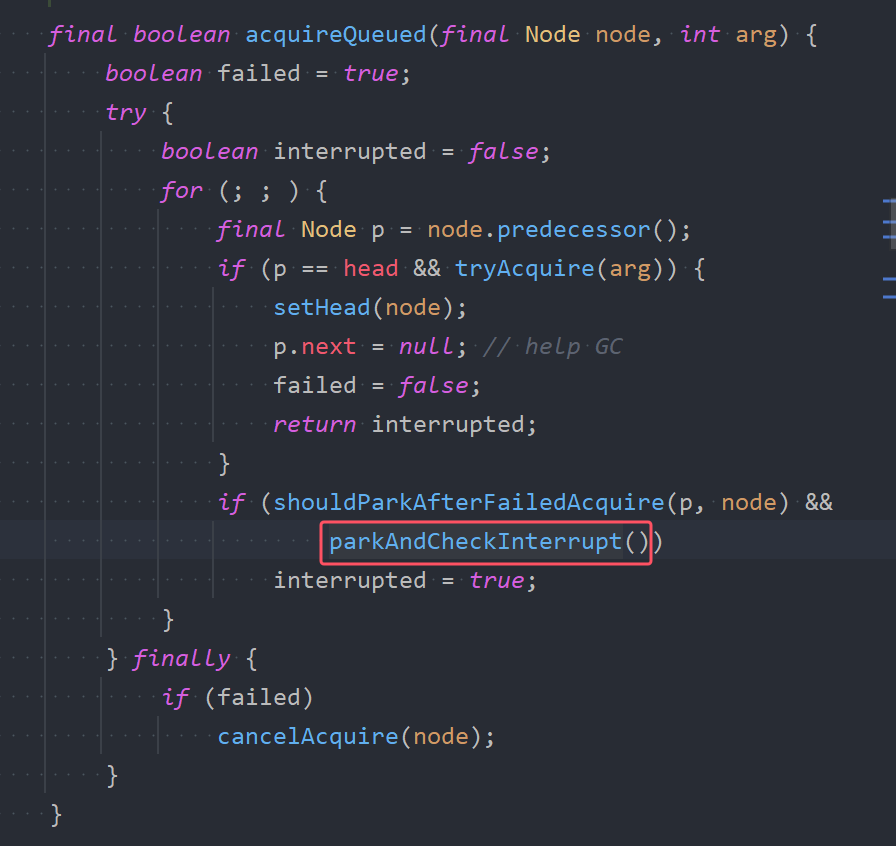 final boolean acquireQueued(final Node node, int arg) {
boolean failed = true;
try {
boolean interrupted = false;
for (; ; ) {
final Node p = node.predecessor();
if (p == head && tryAcquire(arg)) {
setHead(node);
p.next = null; // help GC
failed = false;
return interrupted;
}
if (shouldParkAfterFailedAcquire(p, node) &&
parkAndCheckInterrupt())
interrupted = true;
}
} finally {
if (failed)
cancelAcquire(node);
}
}